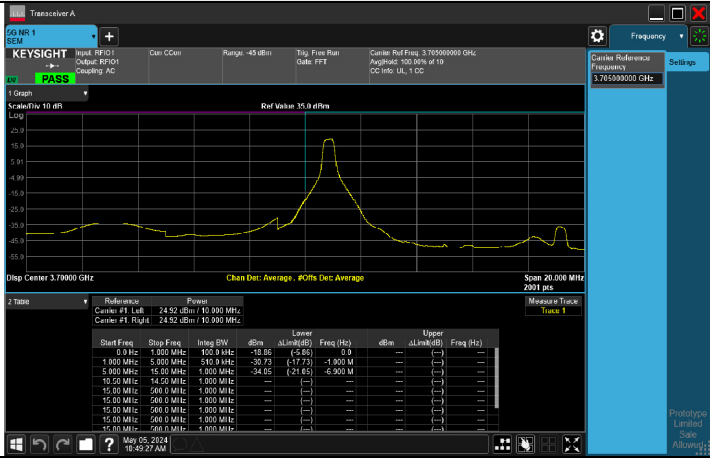 Transceiver A
5G NR 1
SEM
Frequency
KEYSIGHT
Input: RFIO1
Output: RFIO1
Coupling: AC
PASS
Corr CCorr
Range: -45 dBm
Trig: Free Run
Gate: FFT
Carrier Ref Freq: 3.705000000 GHz
Avg|Hold: 100.00% of 10
CC Info: UL, 1 CC
Carrier Reference
Frequency
3.705000000 GHz
Settings
1 Graph
Scale/Div 10 dB
Ref Value 35.0 dBm
Log
25.0
15.0
5.01
-4.99
-15.0
-25.0
-35.0
-45.0
-55.0
Disp Center 3.70000 GHz
Chan Det: Average , #Offs Det: Average
Span 20.000 MHz
2001 pts
2 Table
Reference Power
Carrier #1. Left 24.92 dBm / 10.000 MHz
Carrier #1. Right 24.92 dBm / 10.000 MHz
Measure Trace
Trace 1
Lower Upper
Start Freq Stop Freq Integ BW dBm ΔLimit(dB) Freq (Hz) dBm ΔLimit(dB) Freq (Hz)
0.0 Hz 1.000 MHz 100.0 kHz -18.86 (-5.86) 0.0 --- (---) ---
1.000 MHz 5.000 MHz 510.0 kHz -30.73 (-17.73) -1.000 M --- (---) ---
5.000 MHz 15.00 MHz 1.000 MHz -34.05 (-21.05) -6.900 M --- (---) ---
10.50 MHz 14.50 MHz 1.000 MHz --- (---) --- --- (---) ---
15.00 MHz 500.0 MHz 1.000 MHz --- (---) --- --- (---) ---
15.00 MHz 500.0 MHz 1.000 MHz --- (---) --- --- (---) ---
15.00 MHz 500.0 MHz 1.000 MHz --- (---) --- --- (---) ---
15.00 MHz 500.0 MHz 1.000 MHz --- (---) --- --- (---) ---
May 05, 2024
10:49:27 AM
Prototype
Limited
Sale
Allowed